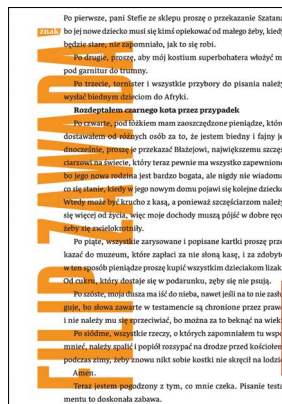 Po pierwsze, pani Stefie ze sklepu proszę o przekazanie Szatana
bo jej nowe dziecko musi się kimś opiekować od małego żeby, kiedy
będzie stare, nie zapomniało, jak to się robi.
Po drugie, proszę, aby mój kostium superbohatera włożyć mi
pod garnitur do trumny.
Po trzecie, tornister i wszystkie przybory do pisania należy
wysłać biednym dzieciom do Afryki.
Rozdeptałem czarnego kota przez przypadek
Po czwarte, pod łóżkiem mam zaoszczędzone pieniądze, które
dostawałem od różnych osób za to, że jestem biedny i fajny je
dnocześnie, proszę je przekazać Błażejowi, największemu szczęś
ciarzowi na świecie, który teraz pewnie ma wszystko zapewnione
bo jego nowa rodzina jest bardzo bogata, ale nigdy nie wiadomo
co się stanie, kiedy w jego nowym domu pojawi się kolejne dziecko
Wtedy może być krucho z kasą, a ponieważ szczęściarzom należy
się więcej od życia, więc moje dochody muszą pójść w dobre ręce
żeby się zwielokrotniły.
Po piąte, wszystkie zarysowane i popisane kartki proszę prze
kazać do muzeum, które zapłaci za nie słoną kasę, i za zdobyte
w ten sposób pieniądze proszę kupić wszystkim dzieciakom lizak
Od cukru, który dostaje się w podarunku, zęby się nie psują.
Po szóste, moja dusza ma iść do nieba, nawet jeśli na to nie zasłu
guje, bo słowa zawarte w testamencie są chronione przez prawo
i nie należy mu się sprzeciwiać, bo można za to beknąć na wieki
Po siódme, wszystkie rzeczy, o których zapomniałem tu wspo
mnieć, należy spalić i popiół rozsypać na drodze przed kościołem
podczas zimy, żeby znowu nikt sobie kostki nie skręcił na lodzie
Amen.
Teraz jestem pogodzony z tym, co mnie czeka. Pisanie testa
mentu to doskonała zabawa.
znak
FILIP ZAWADA